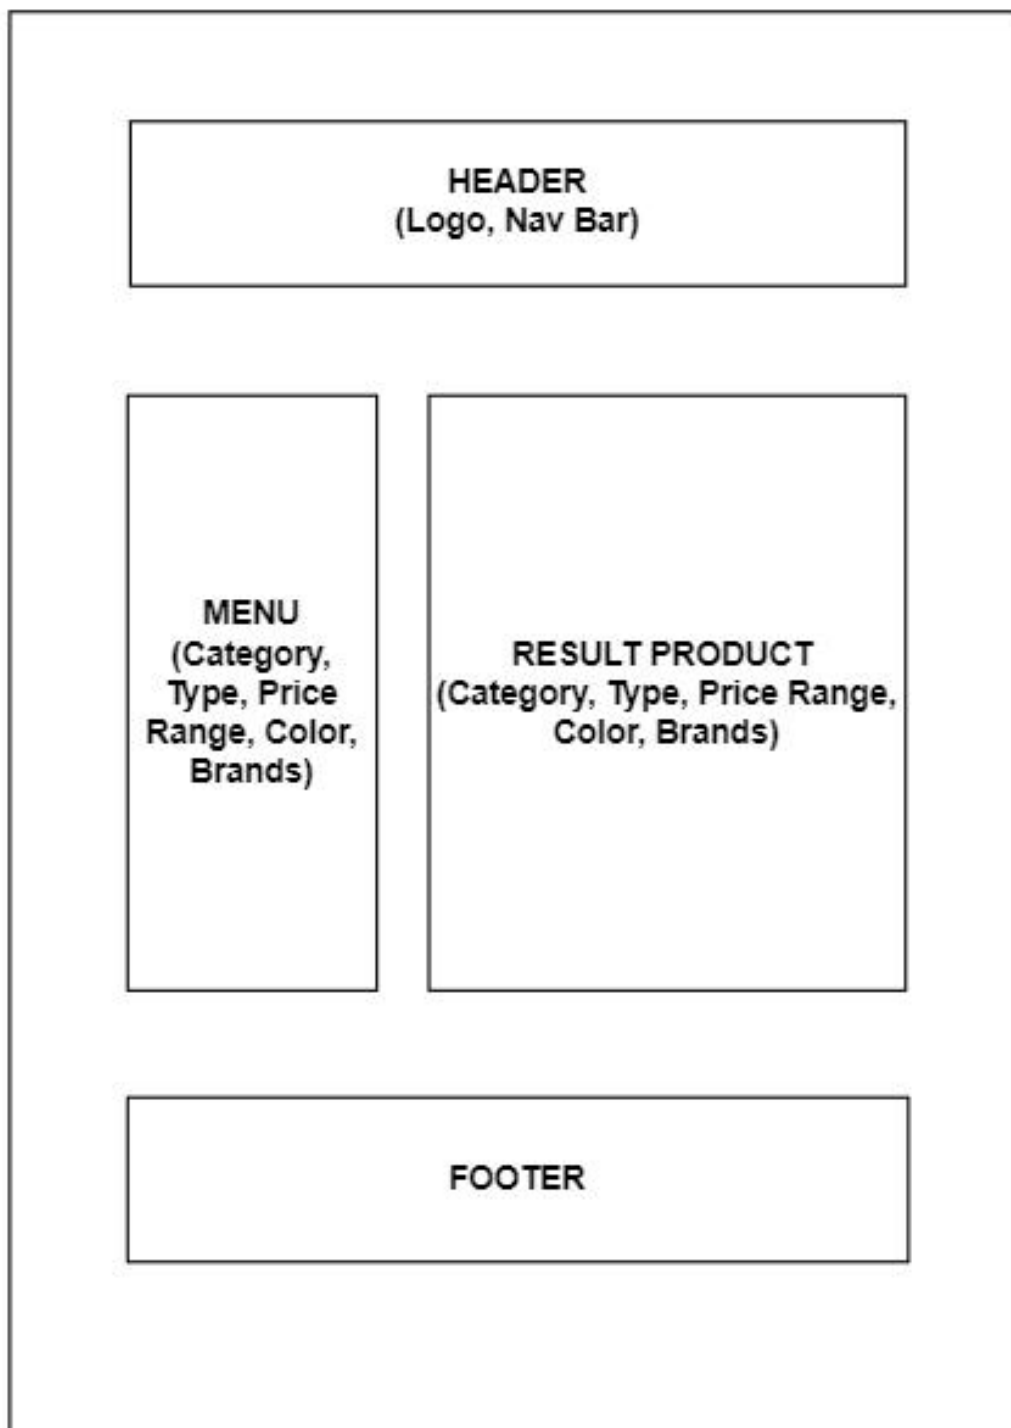 HEADER
(Logo, Nav Bar)
MENU
(Category,
Type, Price
Range, Color,
Brands)
RESULT PRODUCT
(Category, Type, Price Range,
Color, Brands)
FOOTER